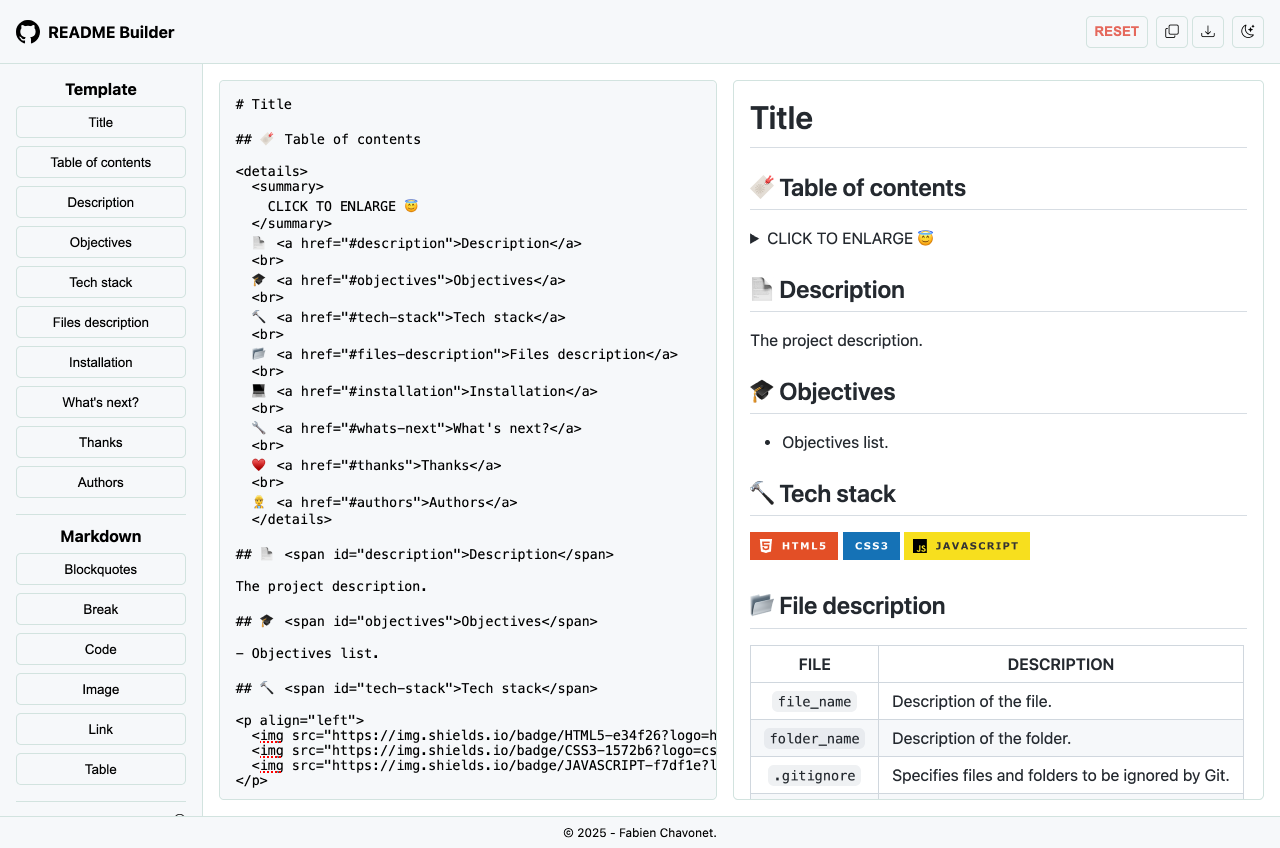 README Builder
RESET
Template
Title
Table of contents
Description
Objectives
Tech stack
Files description
Installation
What's next?
Thanks
Authors
Markdown
Blockquotes
Break
Code
Image
Link
Table
# Title
## 🔖 Table of contents
<details>
  <summary>
    CLICK TO ENLARGE 😇
  </summary>
  📄 <a href="#description">Description</a>
  <br>
  🎓 <a href="#objectives">Objectives</a>
  <br>
  🔨 <a href="#tech-stack">Tech stack</a>
  <br>
  📂 <a href="#files-description">Files description</a>
  <br>
  💻 <a href="#installation">Installation</a>
  <br>
  🔧 <a href="#whats-next">What's next?</a>
  <br>
  ♥️ <a href="#thanks">Thanks</a>
  <br>
  👷 <a href="#authors">Authors</a>
  </details>
## 📄 <span id="description">Description</span>
The project description.
## 🎓 <span id="objectives">Objectives</span>
- Objectives list.
## 🔨 <span id="tech-stack">Tech stack</span>
<p align="left">
  <img src="https://img.shields.io/badge/HTML5-e34f26?logo=h
  <img src="https://img.shields.io/badge/CSS3-1572b6?logo=cs
  <img src="https://img.shields.io/badge/JAVASCRIPT-f7df1e?l
</p>
Title
🔖 Table of contents
▶ CLICK TO ENLARGE 😇
📄 Description
The project description.
🎓 Objectives
• Objectives list.
🔨 Tech stack
HTML5 CSS3 JS JAVASCRIPT
📂 File description
FILE DESCRIPTION
file_name Description of the file.
folder_name Description of the folder.
.gitignore Specifies files and folders to be ignored by Git.
© 2025 - Fabien Chavonet.